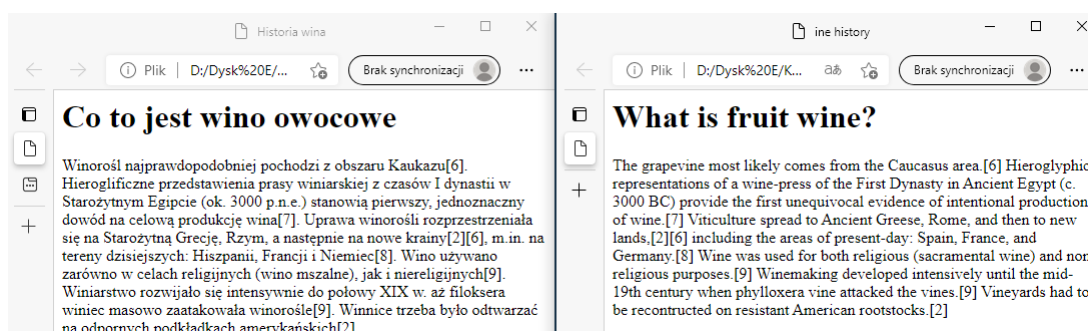 Historia wina
Plik
D:/Dysk%20E/...
Brak synchronizacji
Co to jest wino owocowe
Winorośl najprawdopodobniej pochodzi z obszaru Kaukazu[6].
Hieroglificzne przedstawienia prasy winiarskiej z czasów I dynastii w
Starożytnym Egipcie (ok. 3000 p.n.e.) stanowią pierwszy, jednoznaczny
dowód na celową produkcję wina[7]. Uprawa winorośli rozprzestrzeniała
się na Starożytną Grecję, Rzym, a następnie na nowe krainy[2][6], m.in. na
tereny dzisiejszych: Hiszpanii, Francji i Niemiec[8]. Wino używano
zarówno w celach religijnych (wino mszalne), jak i niereligijnych[9].
Winiarstwo rozwijało się intensywnie do połowy XIX w. aż filoksera
winiec masowo zaatakowała winorośle[9]. Winnice trzeba było odtwarzać
na odpornych podkładkach amerykańskich[2]
ine history
Plik
D:/Dysk%20E/K...
aあ
Brak synchronizacji
What is fruit wine?
The grapevine most likely comes from the Caucasus area.[6] Hieroglyphic
representations of a wine-press of the First Dynasty in Ancient Egypt (c.
3000 BC) provide the first unequivocal evidence of intentional production
of wine.[7] Viticulture spread to Ancient Greese, Rome, and then to new
lands,[2][6] including the areas of present-day: Spain, France, and
Germany.[8] Wine was used for both religious (sacramental wine) and non
religious purposes.[9] Winemaking developed intensively until the mid-
19th century when phylloxera vine attacked the vines.[9] Vineyards had to
be reconstructed on resistant American rootstocks.[2]